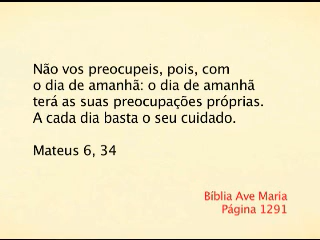 Não vos preocupeis, pois, com
o dia de amanhã: o dia de amanhã
terá as suas preocupações próprias.
A cada dia basta o seu cuidado.
Mateus 6, 34
Bíblia Ave Maria
Página 1291